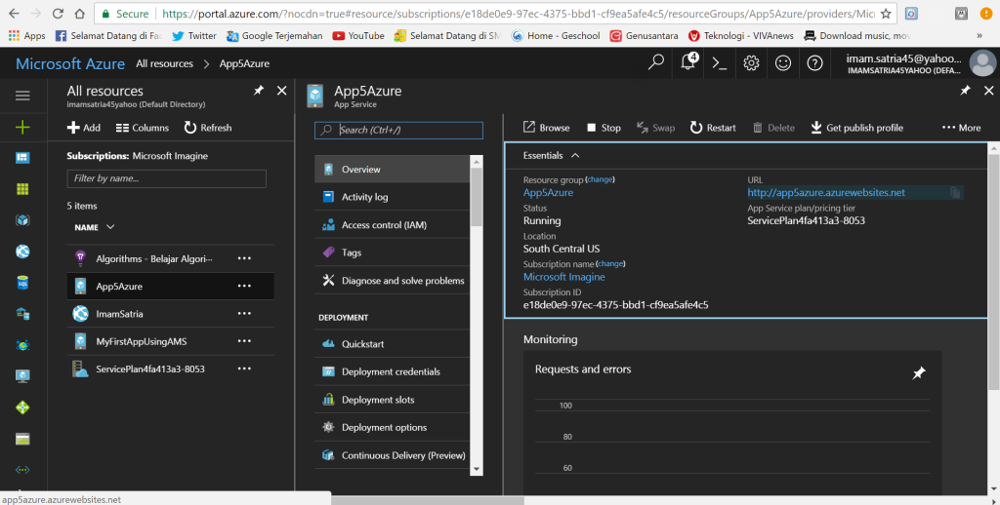 Secure https://portal.azure.com/?nocdn=true#resource/subscriptions/e18de0e9-97ec-4375-bbd1-cf9ea5afe4c5/resourceGroups/App5Azure/providers/Mic
Apps Selamat Datang di Fac Twitter Google Terjemahan YouTube Selamat Datang di SM Home - Geschool Genusantara Teknologi - VIVAnews Download music, mov
Microsoft Azure All resources > App5Azure
4
imam.satria45@yahoo...
IMAMSATRIA45YAHOO (DEFA...
All resources
imamsatria45yahoo (Default Directory)
Add Columns Refresh
Subscriptions: Microsoft Imagine
Filter by name...
5 items
NAME
Algorithms - Belajar Algori...
App5Azure
ImamSatria
MyFirstAppUsingAMS
ServicePlan4fa413a3-8053
App5Azure
App Service
Search (Ctrl+/)
Overview
Activity log
Access control (IAM)
Tags
Diagnose and solve problems
DEPLOYMENT
Quickstart
Deployment credentials
Deployment slots
Deployment options
Continuous Delivery (Preview)
Browse Stop Swap Restart Delete Get publish profile ... More
Essentials
Resource group (change)
App5Azure
Status
Running
Location
South Central US
Subscription name (change)
Microsoft Imagine
Subscription ID
e18de0e9-97ec-4375-bbd1-cf9ea5afe4c5
URL
http://app5azure.azurewebsites.net
App Service plan/pricing tier
ServicePlan4fa413a3-8053
Monitoring
Requests and errors
100
80
60
app5azure.azurewebsites.net